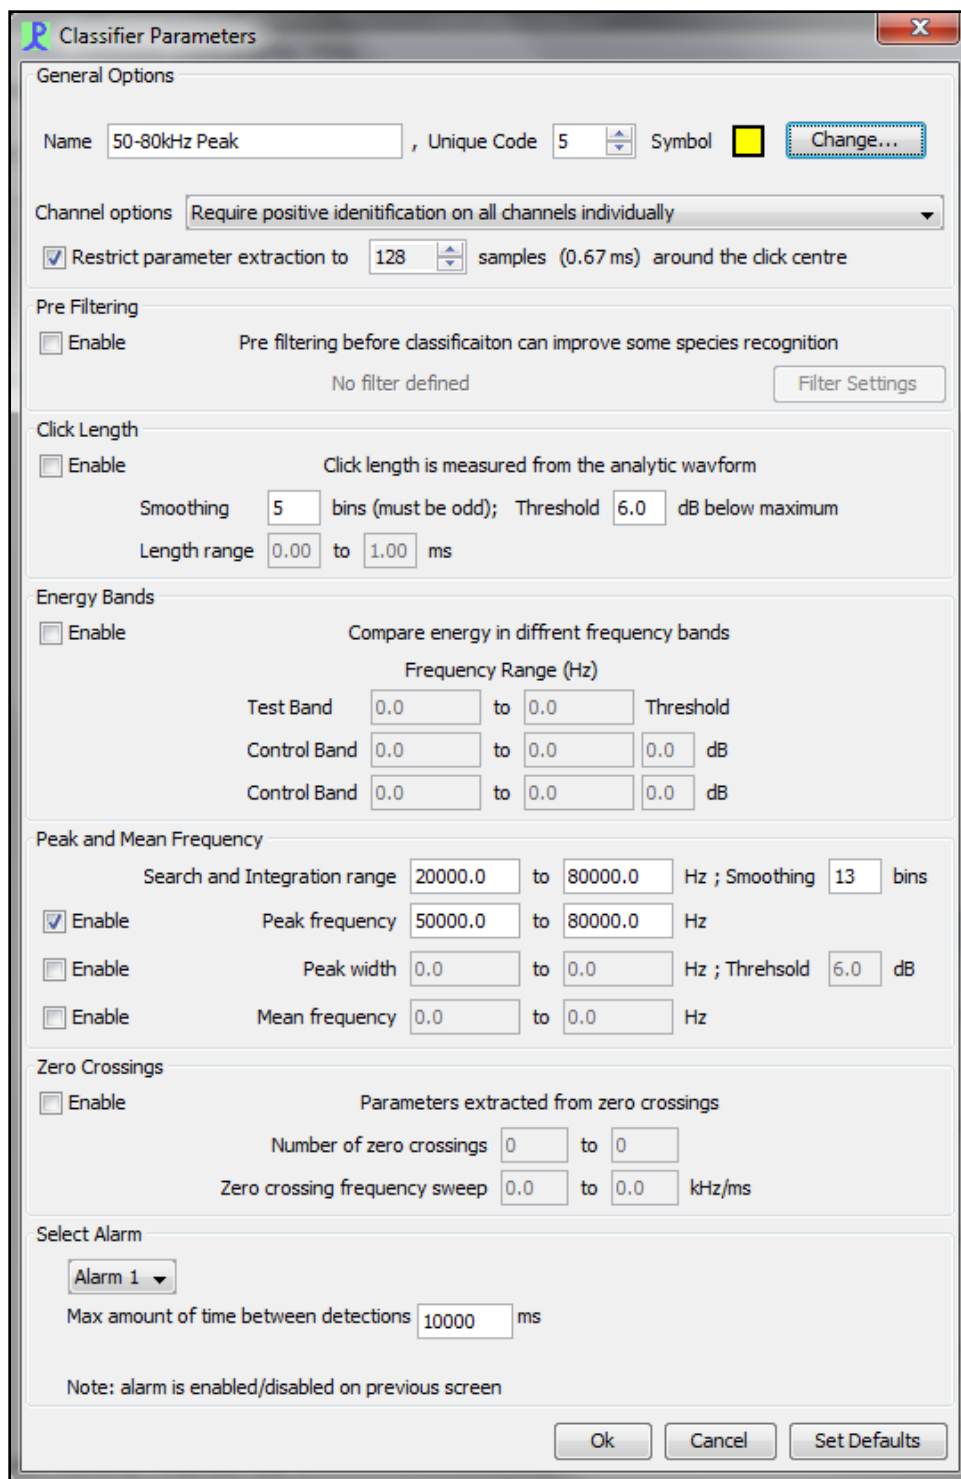 Classifier Parameters
General Options
Name 50-80kHz Peak , Unique Code 5 Symbol Change...
Channel options Require positive idenitification on all channels individually
Restrict parameter extraction to 128 samples (0.67 ms) around the click centre
Pre Filtering
Enable Pre filtering before classificaiton can improve some species recognition
No filter defined Filter Settings
Click Length
Enable Click length is measured from the analytic wavform
Smoothing 5 bins (must be odd); Threshold 6.0 dB below maximum
Length range 0.00 to 1.00 ms
Energy Bands
Enable Compare energy in diffrent frequency bands
Frequency Range (Hz)
Test Band 0.0 to 0.0 Threshold
Control Band 0.0 to 0.0 0.0 dB
Control Band 0.0 to 0.0 0.0 dB
Peak and Mean Frequency
Search and Integration range 20000.0 to 80000.0 Hz ; Smoothing 13 bins
Enable Peak frequency 50000.0 to 80000.0 Hz
Enable Peak width 0.0 to 0.0 Hz ; Threhsold 6.0 dB
Enable Mean frequency 0.0 to 0.0 Hz
Zero Crossings
Enable Parameters extracted from zero crossings
Number of zero crossings 0 to 0
Zero crossing frequency sweep 0.0 to 0.0 kHz/ms
Select Alarm
Alarm 1
Max amount of time between detections 10000 ms
Note: alarm is enabled/disabled on previous screen
Ok Cancel Set Defaults